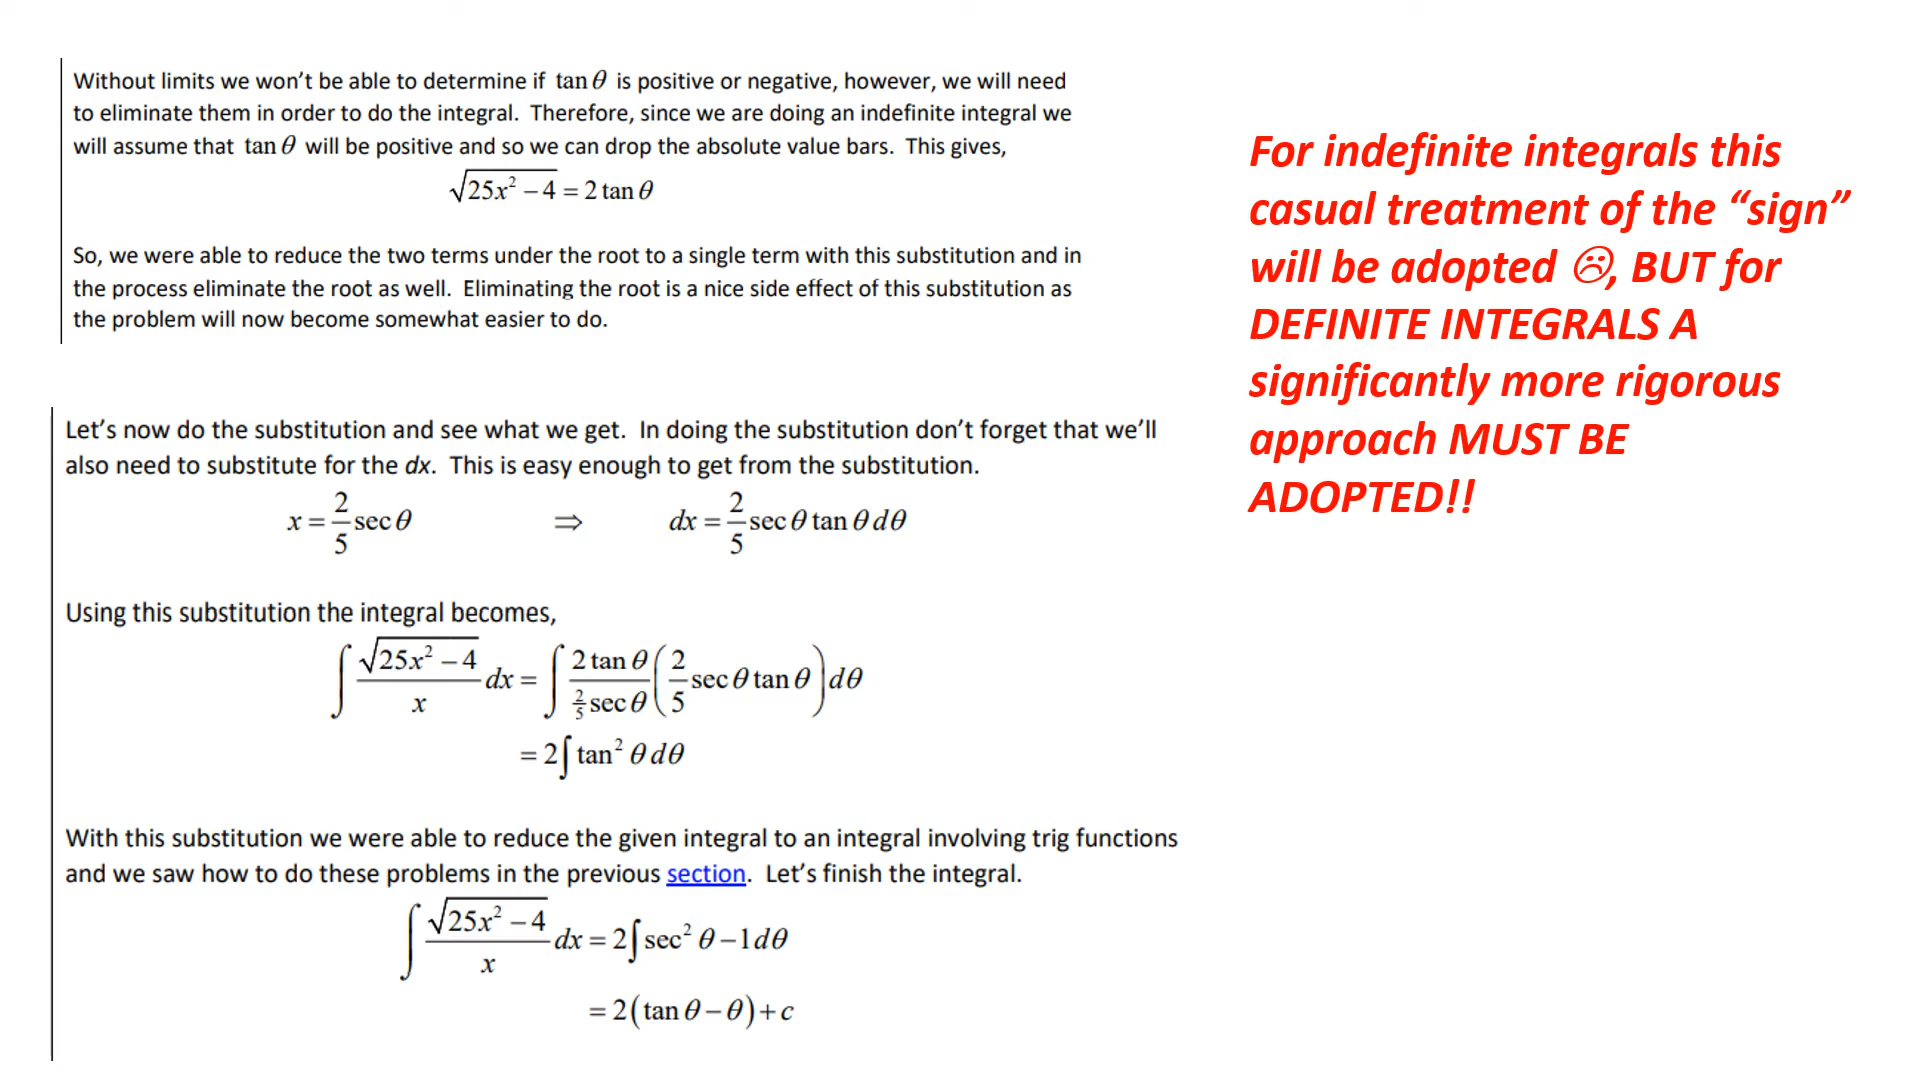 Without limits we won't be able to determine if tan θ is positive or negative, however, we will need
to eliminate them in order to do the integral. Therefore, since we are doing an indefinite integral we
will assume that tan θ will be positive and so we can drop the absolute value bars. This gives,
√(25x² − 4) = 2 tan θ
So, we were able to reduce the two terms under the root to a single term with this substitution and in
the process eliminate the root as well. Eliminating the root is a nice side effect of this substitution as
the problem will now become somewhat easier to do.
Let's now do the substitution and see what we get. In doing the substitution don't forget that we'll
also need to substitute for the dx. This is easy enough to get from the substitution.
x = 2/5 sec θ ⇒ dx = 2/5 sec θ tan θ dθ
Using this substitution the integral becomes,
∫ √(25x² − 4)/x dx = ∫ (2 tan θ)/(2/5 sec θ) (2/5 sec θ tan θ) dθ
= 2∫ tan² θ dθ
With this substitution we were able to reduce the given integral to an integral involving trig functions
and we saw how to do these problems in the previous section. Let's finish the integral.
∫ √(25x² − 4)/x dx = 2∫ sec² θ − 1 dθ
= 2(tan θ − θ) + c
For indefinite integrals this
casual treatment of the “sign”
will be adopted ☹, BUT for
DEFINITE INTEGRALS A
significantly more rigorous
approach MUST BE
ADOPTED!!